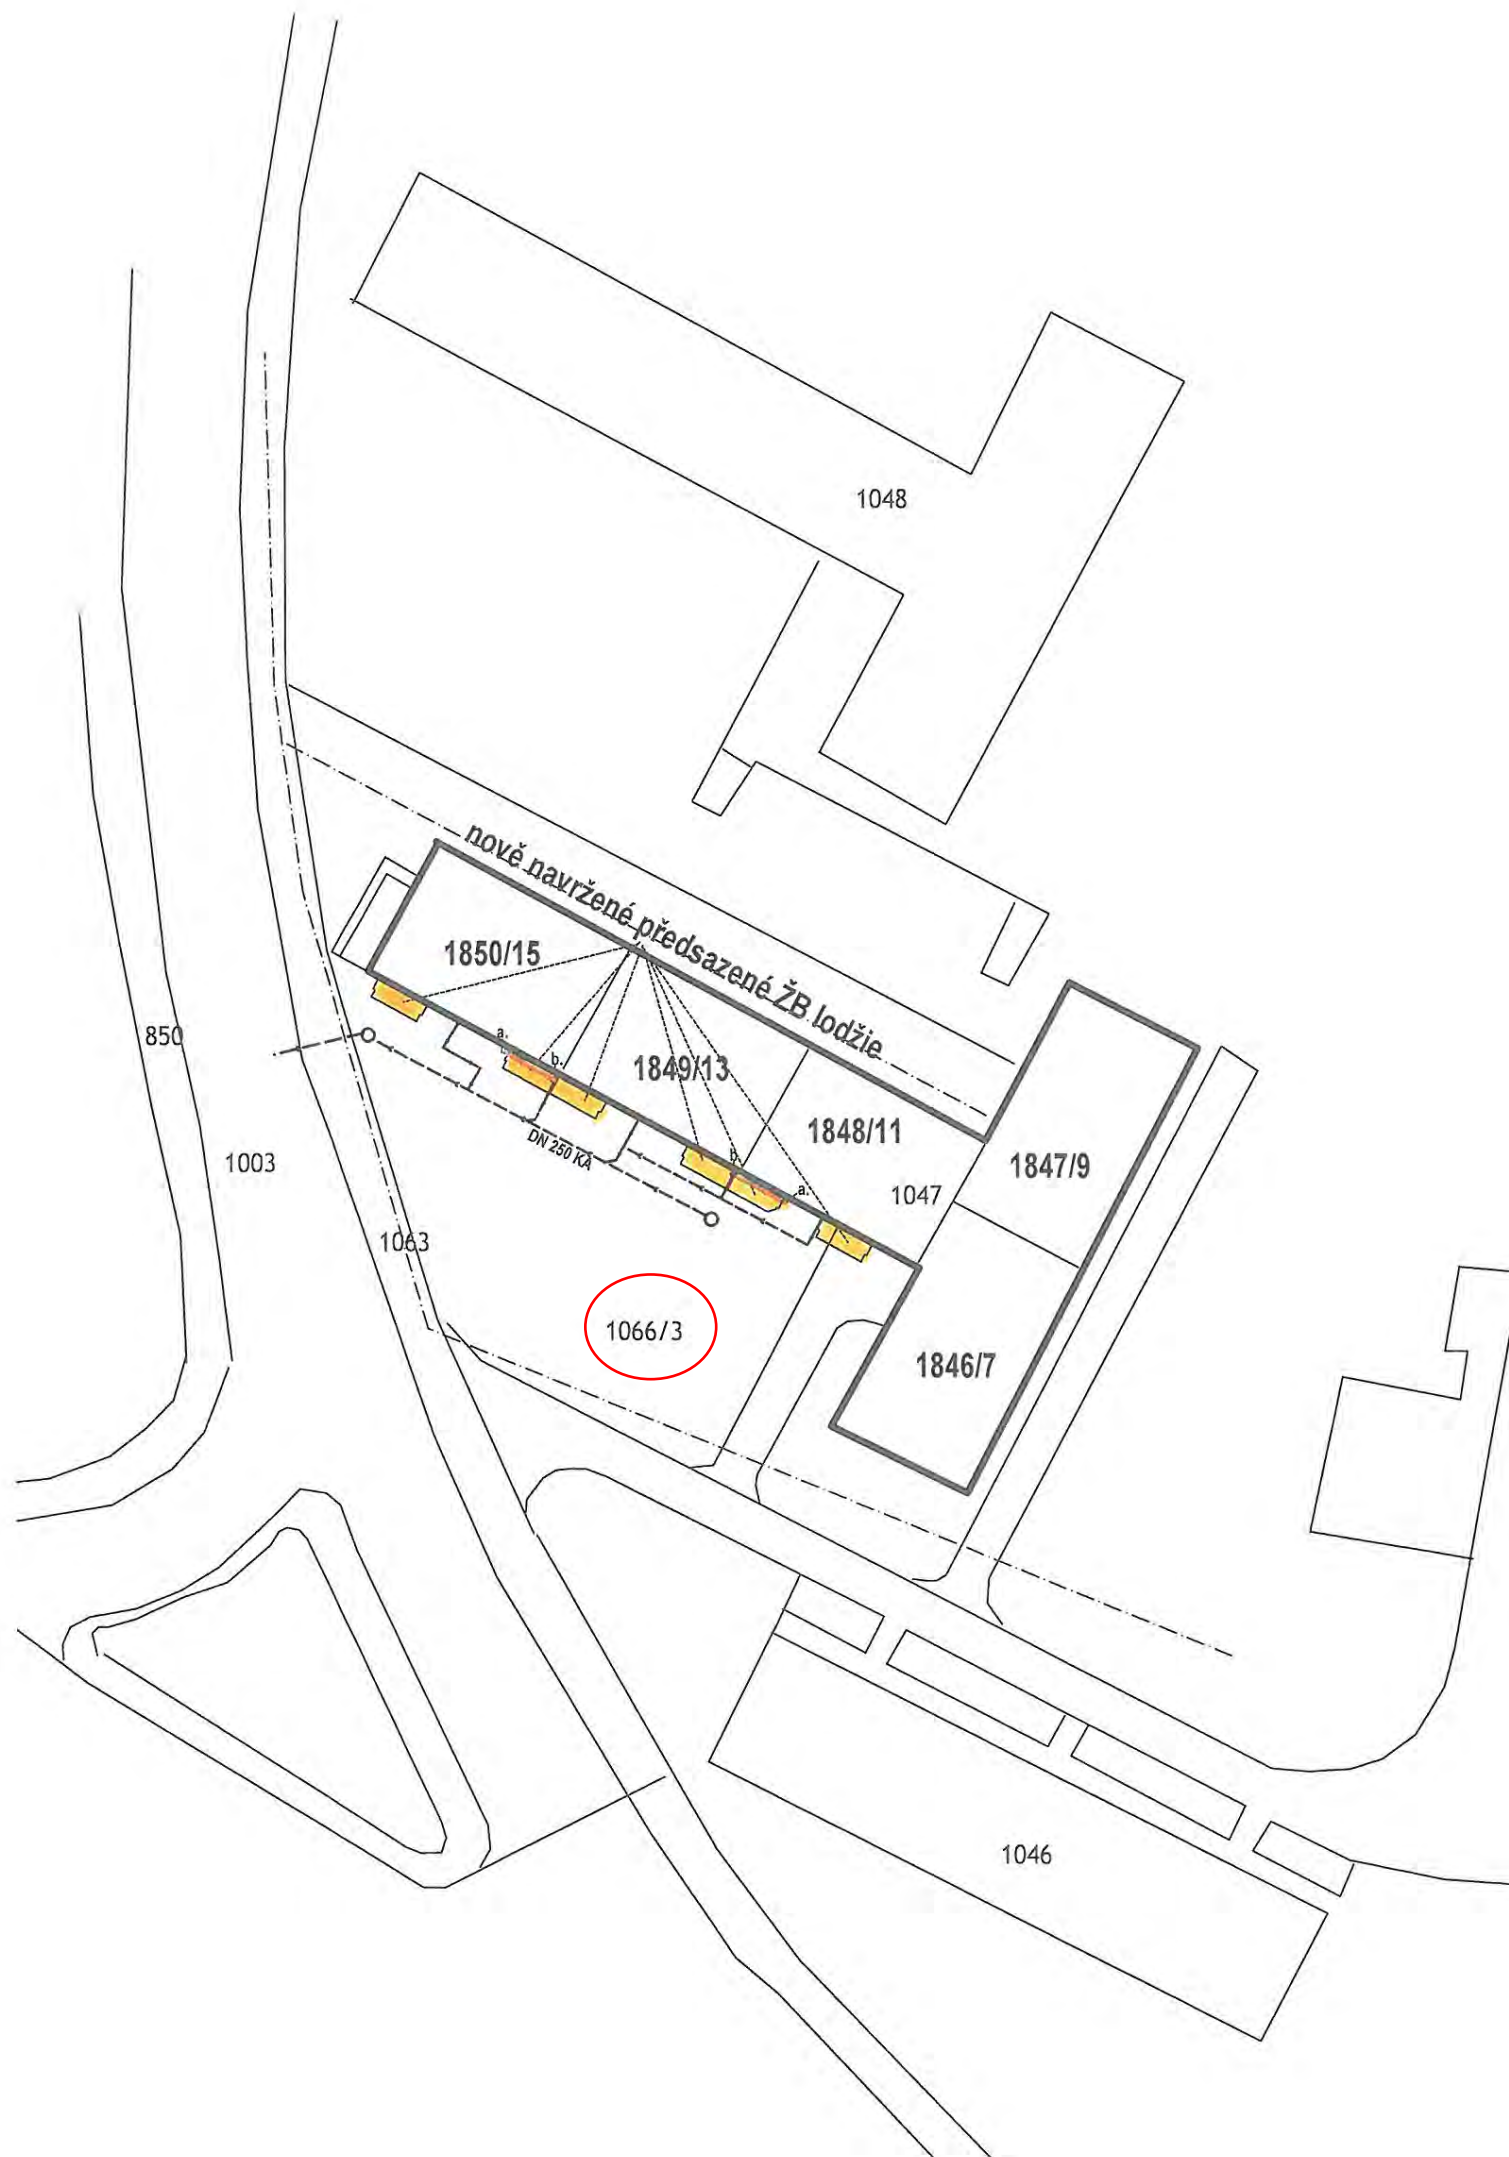 1048
nově navržené předsazené ŽB lodžie
1850/15
850
a.
b.
1849/13
1848/11
DN 250 KA
1003
b.
a.
1847/9
1047
1063
1066/3
1846/7
1046